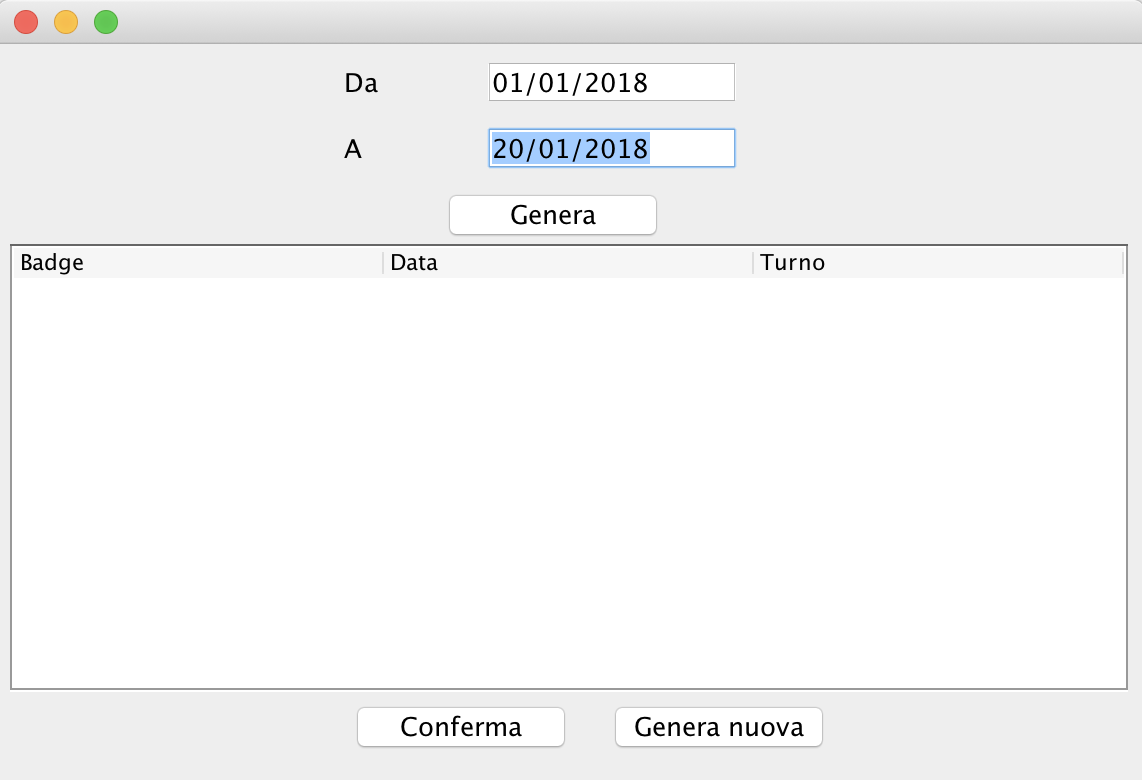 Da 01/01/2018
A 20/01/2018
Genera
Badge Data Turno
Conferma Genera nuova